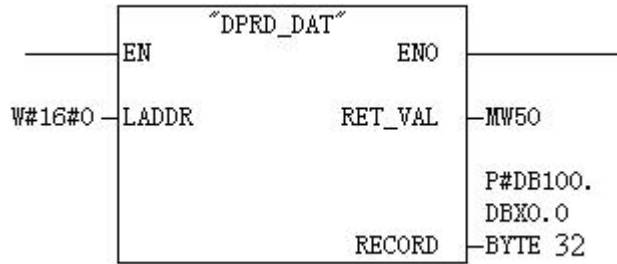 "DPRD_DAT"
EN ENO
W#16#0 LADDR RET_VAL MW50
P#DB100.
DBX0.0
RECORD BYTE 32